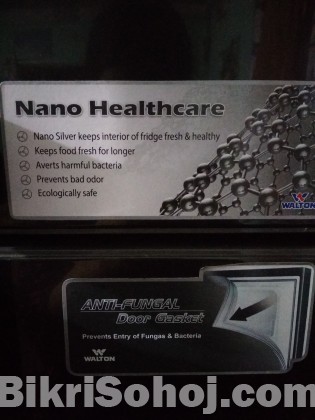 Nano Healthcare
Nano Silver keeps interior of fridge fresh & healthy
Keeps food fresh for longer
Averts harmful bacteria
Prevents bad odor
Ecologically safe
WALTON
ANTI-FUNGAL
Door Gasket
Prevents Entry of Fungas & Bacteria
WALTON
BikriSohoj.com